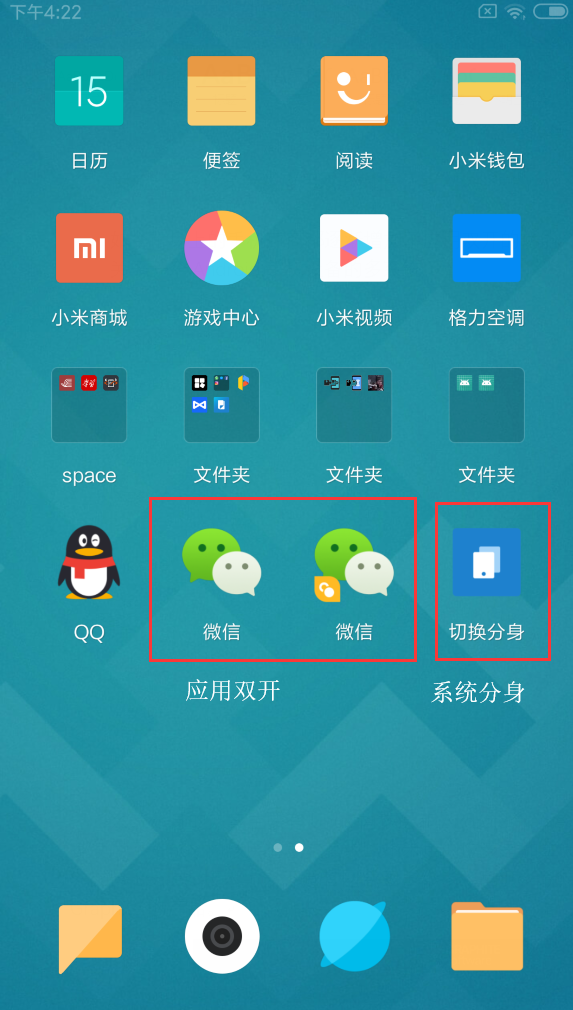 下午4:22
15
日历 便签 阅读 小米钱包
小米商城 游戏中心 小米视频 格力空调
space 文件夹 文件夹 文件夹
QQ 微信 微信 切换分身
应用双开 系统分身